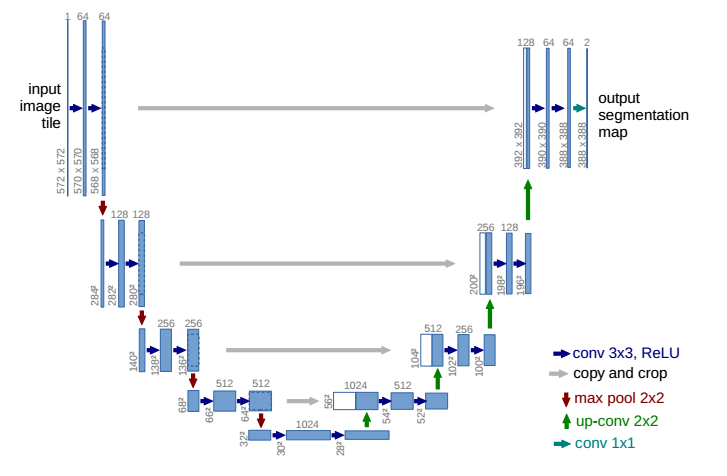 1 64 64
128 64 64 2
input
image
tile
output
segmentation
map
572 x 572
570 x 570
568 x 568
392 x 392
390 x 390
388 x 388
388 x 388
128 128
256 128
284²
282²
280²
200²
198²
196²
256 256
512 256
140²
138²
136²
104²
102²
100²
conv 3x3, ReLU
copy and crop
max pool 2x2
up-conv 2x2
conv 1x1
512 512
1024 512
68²
66²
64²
56²
54²
52²
1024
32²
30²
28²